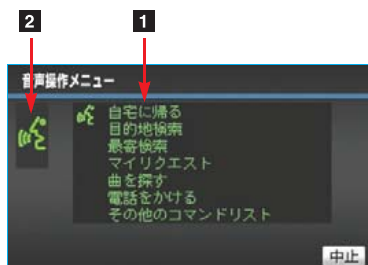 2 1
音声操作メニュー
自宅に帰る
目的地検索
最寄検索
マイリクエスト
曲を探す
電話をかける
その他のコマンドリスト
中止